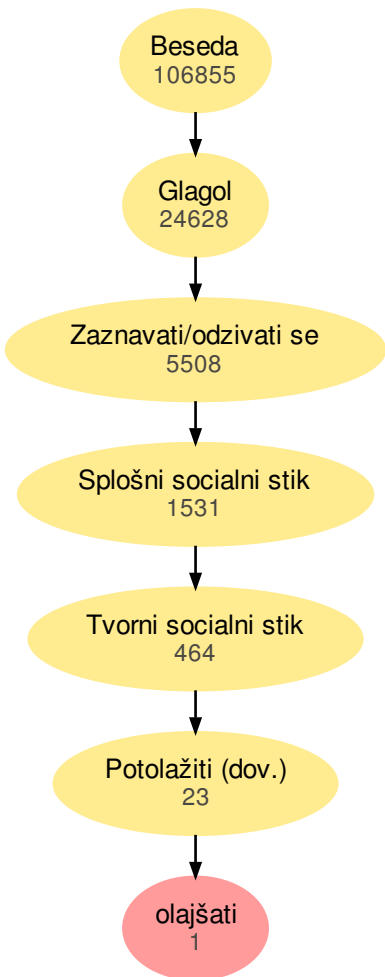 Beseda
106855
Glagol
24628
Zaznavati/odzivati se
5508
Splošni socialni stik
1531
Tvorni socialni stik
464
Potolažiti (dov.)
23
olajšati
1